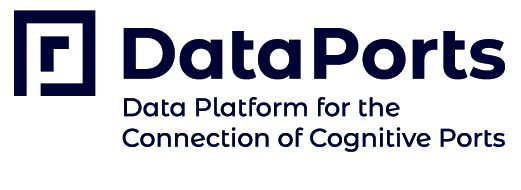 DataPorts
Data Platform for the
Connection of Cognitive Ports